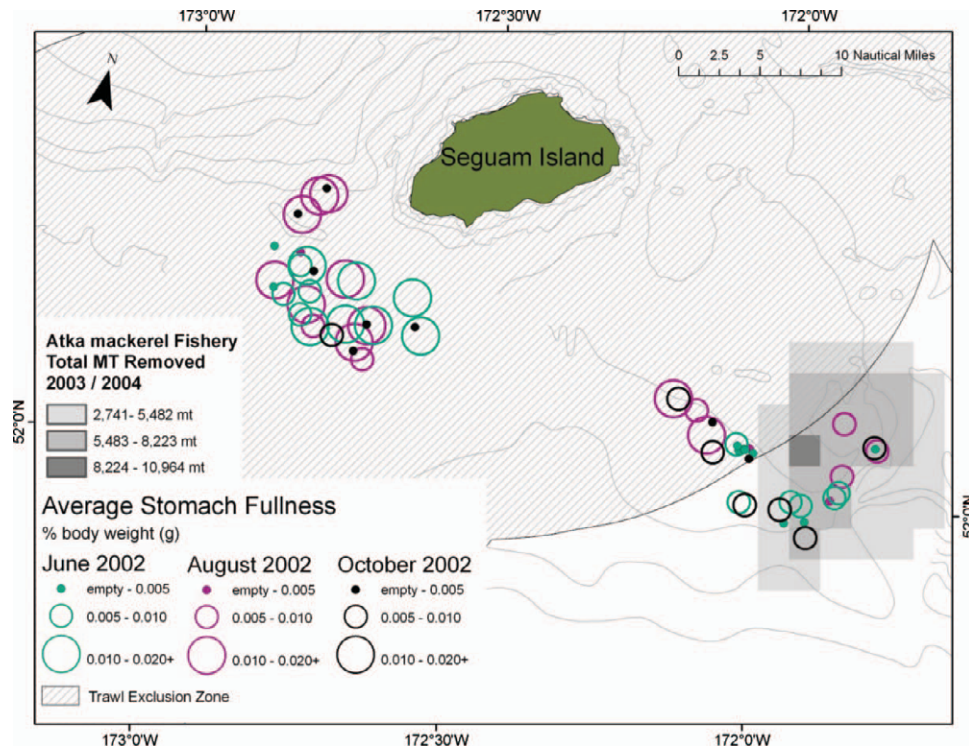 173°0'W 172°30'W 172°0'W
N
0 2.5 5 10 Nautical Miles
Seguam Island
Atka mackerel Fishery
Total MT Removed
2003 / 2004
2,741- 5,482 mt
5,483 - 8,223 mt
8,224 - 10,964 mt
52°0'N
52°0'N
Average Stomach Fullness
% body weight (g)
June 2002 August 2002 October 2002
empty - 0.005 empty - 0.005 empty - 0.005
0.005 - 0.010 0.005 - 0.010 0.005 - 0.010
0.010 - 0.020+ 0.010 - 0.020+ 0.010 - 0.020+
Trawl Exclusion Zone
173°0'W 172°30'W 172°0'W